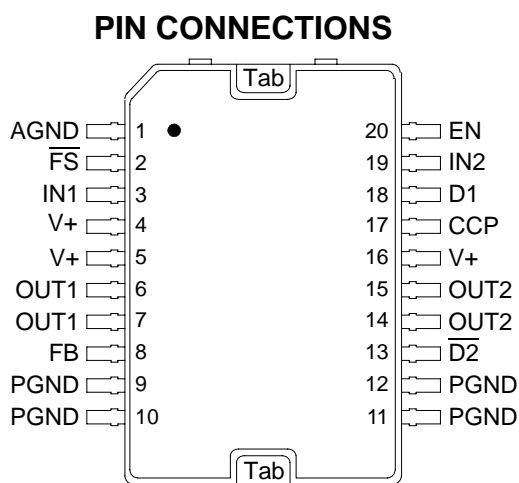 PIN CONNECTIONS
Tab
AGND 1 20 EN
F̅S̅ 2 19 IN2
IN1 3 18 D1
V+ 4 17 CCP
V+ 5 16 V+
OUT1 6 15 OUT2
OUT1 7 14 OUT2
FB 8 13 D̅2̅
PGND 9 12 PGND
PGND 10 11 PGND
Tab